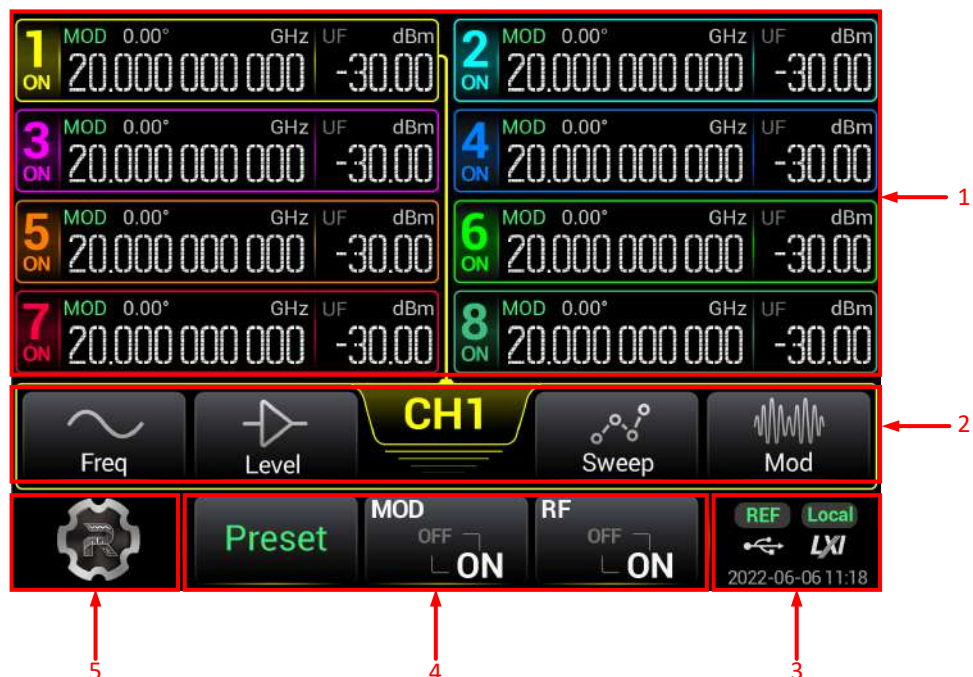 1 MOD 0.00° GHz UF dBm
ON 20.000 000 000 -30.00
2 MOD 0.00° GHz UF dBm
ON 20.000 000 000 -30.00
3 MOD 0.00° GHz UF dBm
ON 20.000 000 000 -30.00
4 MOD 0.00° GHz UF dBm
ON 20.000 000 000 -30.00
1
5 MOD 0.00° GHz UF dBm
ON 20.000 000 000 -30.00
6 MOD 0.00° GHz UF dBm
ON 20.000 000 000 -30.00
7 MOD 0.00° GHz UF dBm
ON 20.000 000 000 -30.00
8 MOD 0.00° GHz UF dBm
ON 20.000 000 000 -30.00
Freq
Level
CH1
Sweep
Mod
2
R
Preset
MOD
OFF
ON
RF
OFF
ON
REF Local
LXI
2022-06-06 11:18
5
4
3